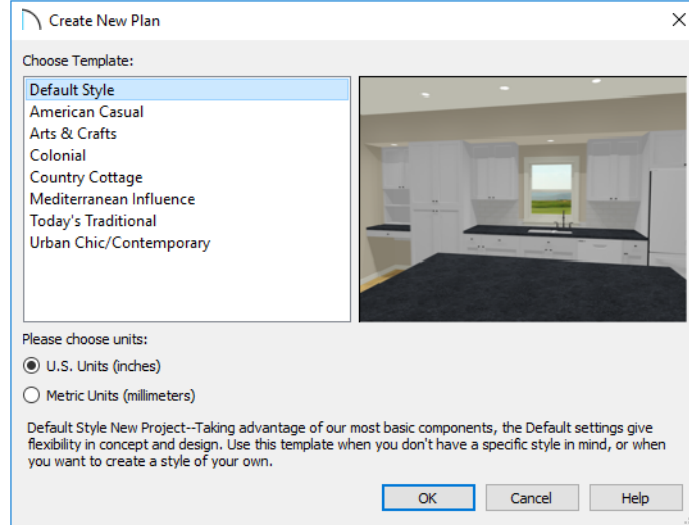 Create New Plan
Choose Template:
Default Style
American Casual
Arts & Crafts
Colonial
Country Cottage
Mediterranean Influence
Today's Traditional
Urban Chic/Contemporary
Please choose units:
U.S. Units (inches)
Metric Units (millimeters)
Default Style New Project--Taking advantage of our most basic components, the Default settings give
flexibility in concept and design. Use this template when you don't have a specific style in mind, or when
you want to create a style of your own.
OK Cancel Help